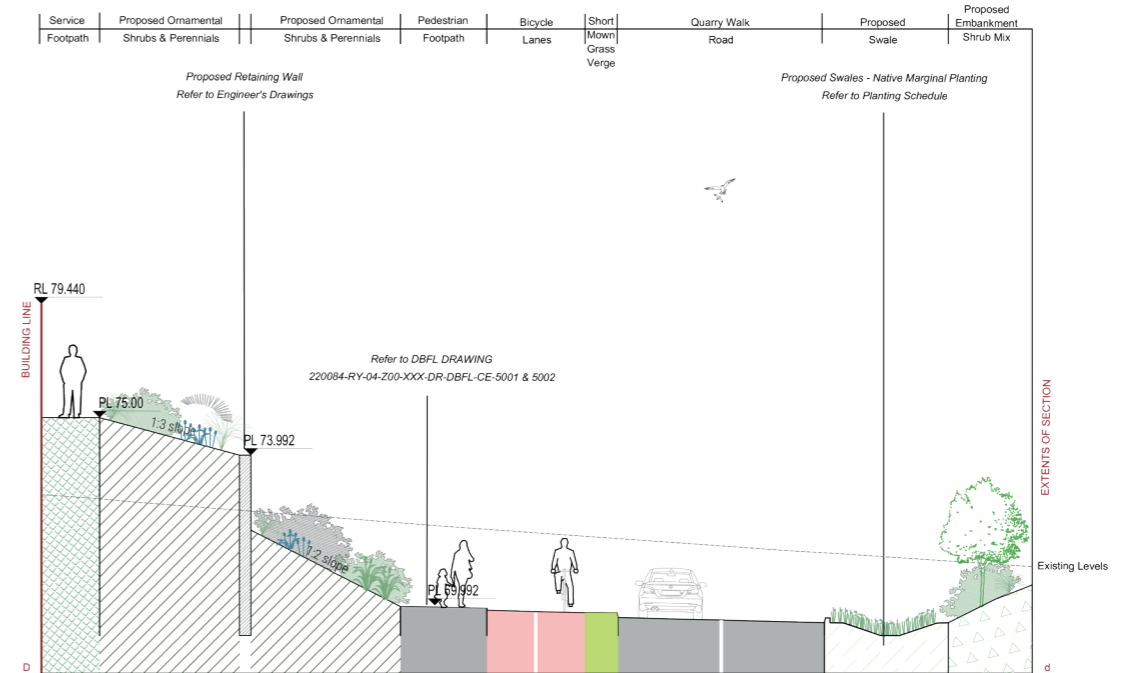 Service
Footpath
Proposed Ornamental
Shrubs & Perennials
Proposed Ornamental
Shrubs & Perennials
Pedestrian
Footpath
Bicycle
Lanes
Short
Mown
Grass
Verge
Quarry Walk
Road
Proposed
Swale
Proposed
Embankment
Shrub Mix
Proposed Retaining Wall
Refer to Engineer's Drawings
Proposed Swales - Native Marginal Planting
Refer to Planting Schedule
RL 79.440
BUILDING LINE
Refer to DBFL DRAWING
220084-RY-04-Z00-XXX-DR-DBFL-CE-5001 & 5002
PL 75.00
1:3 slope
PL 73.992
EXTENTS OF SECTION
1:2 slope
Existing Levels
PL 69.992
D
d